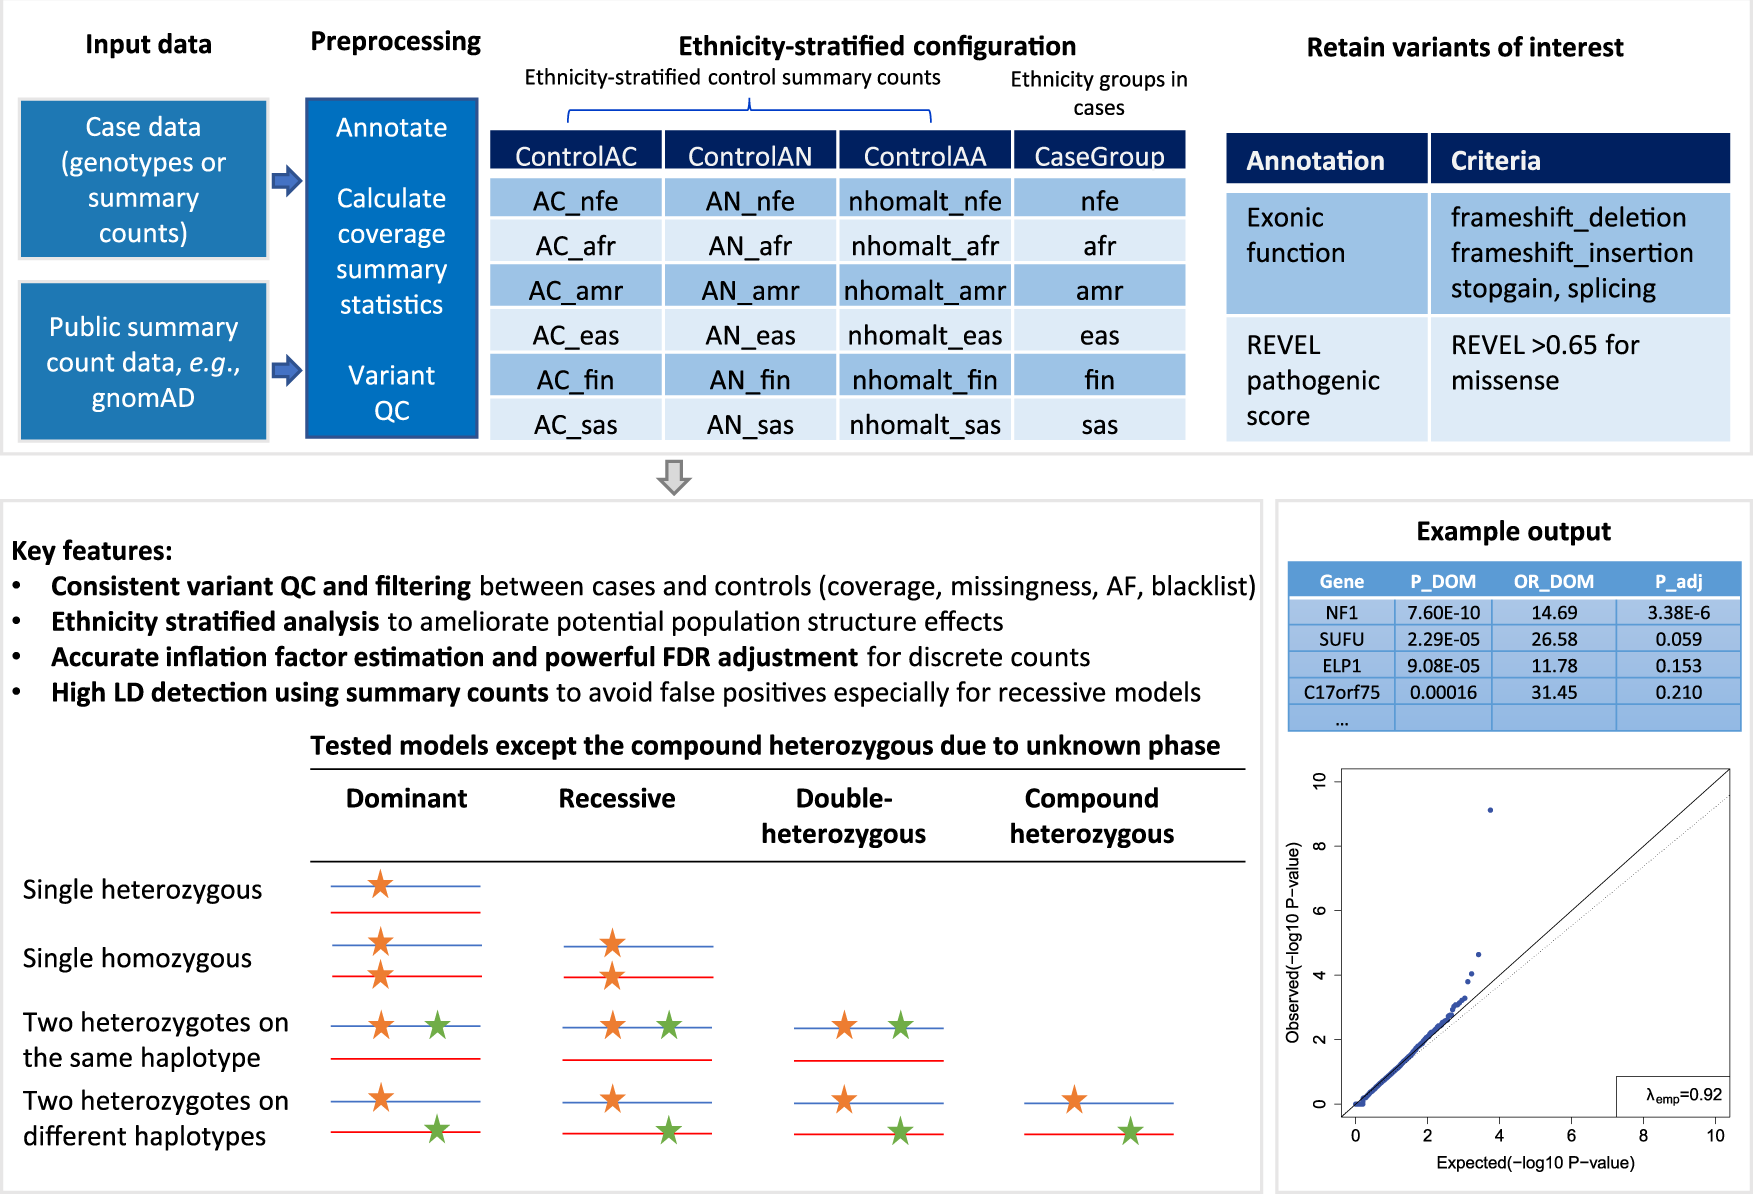 Input data
Case data
(genotypes or
summary
counts)
Public summary
count data, e.g.,
gnomAD
Preprocessing
Annotate
Calculate
coverage
summary
statistics
Variant
QC
Ethnicity-stratified configuration
Ethnicity-stratified control summary counts
Ethnicity groups in
cases
ControlAC ControlAN ControlAA CaseGroup
AC_nfe AN_nfe nhomalt_nfe nfe
AC_afr AN_afr nhomalt_afr afr
AC_amr AN_amr nhomalt_amr amr
AC_eas AN_eas nhomalt_eas eas
AC_fin AN_fin nhomalt_fin fin
AC_sas AN_sas nhomalt_sas sas
Retain variants of interest
Annotation Criteria
Exonic frameshift_deletion
function frameshift_insertion
stopgain, splicing
REVEL REVEL >0.65 for
pathogenic missense
score
Key features:
• Consistent variant QC and filtering between cases and controls (coverage, missingness, AF, blacklist)
• Ethnicity stratified analysis to ameliorate potential population structure effects
• Accurate inflation factor estimation and powerful FDR adjustment for discrete counts
• High LD detection using summary counts to avoid false positives especially for recessive models
Tested models except the compound heterozygous due to unknown phase
Dominant Recessive Double- Compound
heterozygous heterozygous
Single heterozygous
Single homozygous
Two heterozygotes on
the same haplotype
Two heterozygotes on
different haplotypes
Example output
Gene P_DOM OR_DOM P_adj
NF1 7.60E-10 14.69 3.38E-6
SUFU 2.29E-05 26.58 0.059
ELP1 9.08E-05 11.78 0.153
C17orf75 0.00016 31.45 0.210
...
Observed(−log10 P−value)
10
8
6
4
2
0
λemp=0.92
0 2 4 6 8 10
Expected(−log10 P−value)